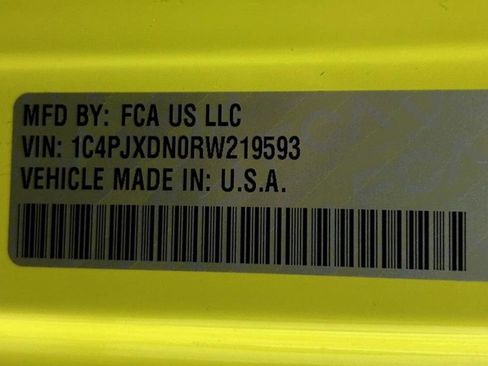 MFD BY: FCA US LLC
VIN: 1C4PJXDN0RW219593
VEHICLE MADE IN: U.S.A.